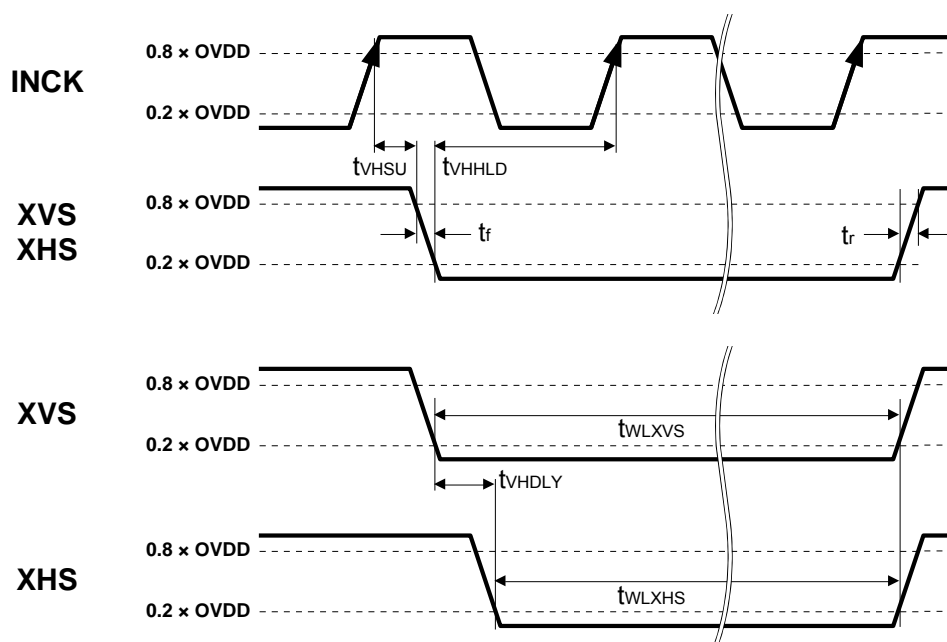 0.8 × OVDD
INCK
0.2 × OVDD
tVHSU
tVHHLD
0.8 × OVDD
XVS
XHS
tf
tr
0.2 × OVDD
0.8 × OVDD
XVS
tWLXVS
0.2 × OVDD
tVHDLY
0.8 × OVDD
XHS
tWLXHS
0.2 × OVDD